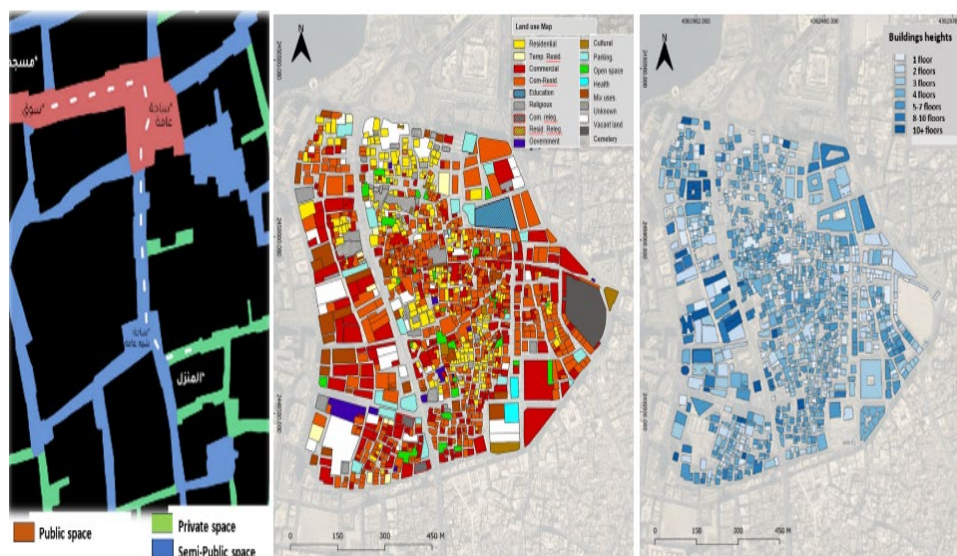 مسجد
سوق
ساحة
عامة
ساحة
شبه عامة
المنزل
Public space
Private space
Semi-Public space
Land use Map
Residential
Temp. Resid.
Commercial
Com-Resid.
Education
Religious
Com. releg.
Resid. Releg.
Government
Cultural
Parking.
Open space
Health
Mix uses.
Unknown
Vacant land
Cemetery
N
0 150 300 450 M
Buildings heights
1 floor
2 floors
3 floors
4 floors
5-7 floors
8-10 floors
10+ floors
N
0 150 300 450 M